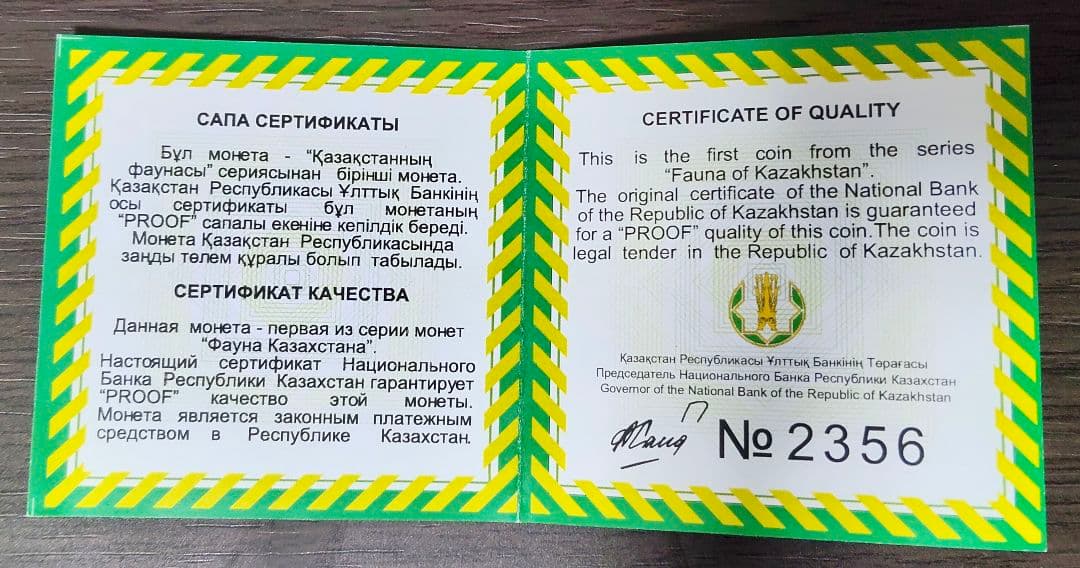 САПА СЕРТИФИКАТЫ
Бұл монета - “Қазақстанның
фаунасы” сериясынан бірінші монета.
Қазақстан Республикасы Ұлттық Банкінің
осы сертификаты бұл монетаның
“PROOF” сапалы екеніне кепілдік береді.
Монета Қазақстан Республикасында
заңды төлем құралы болып табылады.
СЕРТИФИКАТ КАЧЕСТВА
Данная монета - первая из серии монет
“Фауна Казахстана”.
Настоящий сертификат Национального
Банка Республики Казахстан гарантирует
“PROOF” качество этой монеты.
Монета является законным платежным
средством в Республике Казахстан.
CERTIFICATE OF QUALITY
This is the first coin from the series
“Fauna of Kazakhstan”.
The original certificate of the National Bank
of the Republic of Kazakhstan is guaranteed
for a “PROOF” quality of this coin.The coin is
legal tender in the Republic of Kazakhstan.
Қазақстан Республикасы Ұлттық Банкінің Төрағасы
Председатель Национального Банка Республики Казахстан
Governor of the National Bank of the Republic of Kazakhstan
№ 2356